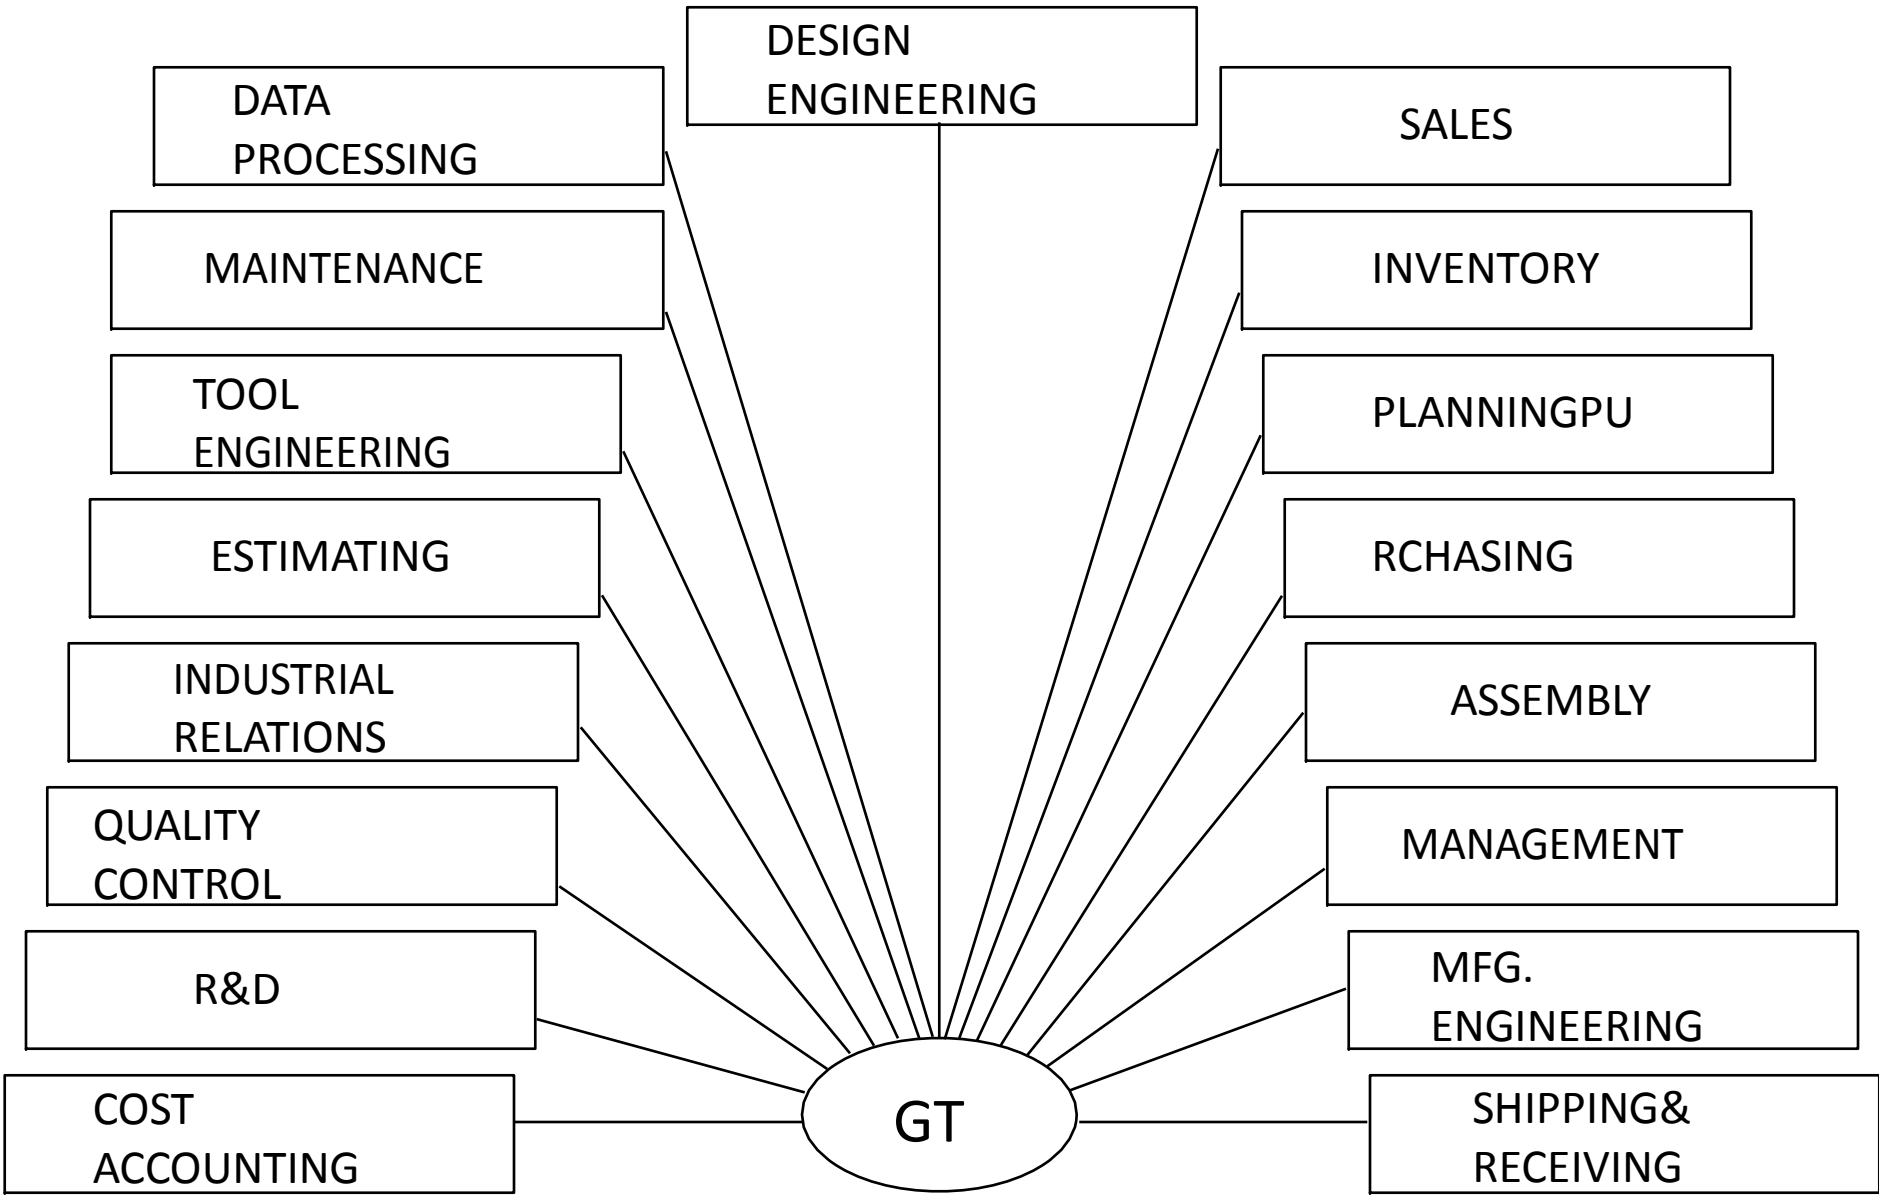 DESIGN
ENGINEERING
DATA
PROCESSING
SALES
MAINTENANCE
INVENTORY
TOOL
ENGINEERING
PLANNINGPU
ESTIMATING
RCHASING
INDUSTRIAL
RELATIONS
ASSEMBLY
QUALITY
CONTROL
MANAGEMENT
R&D
MFG.
ENGINEERING
COST
ACCOUNTING
GT
SHIPPING&
RECEIVING